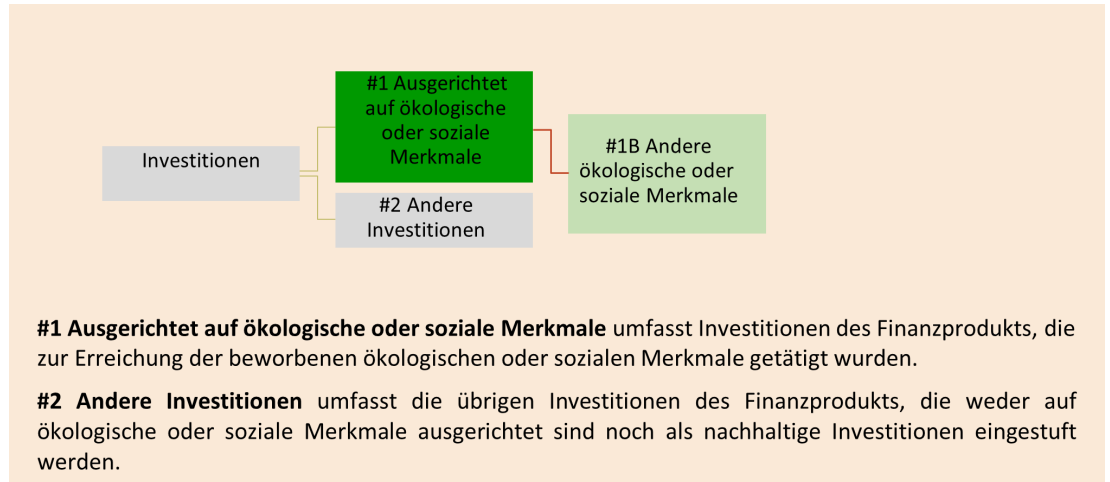 #1 Ausgerichtet
auf ökologische
oder soziale
Merkmale
Investitionen
#1B Andere
ökologische oder
soziale Merkmale
#2 Andere
Investitionen
#1 Ausgerichtet auf ökologische oder soziale Merkmale umfasst Investitionen des Finanzprodukts, die
zur Erreichung der beworbenen ökologischen oder sozialen Merkmale getätigt wurden.
#2 Andere Investitionen umfasst die übrigen Investitionen des Finanzprodukts, die weder auf
ökologische oder soziale Merkmale ausgerichtet sind noch als nachhaltige Investitionen eingestuft
werden.